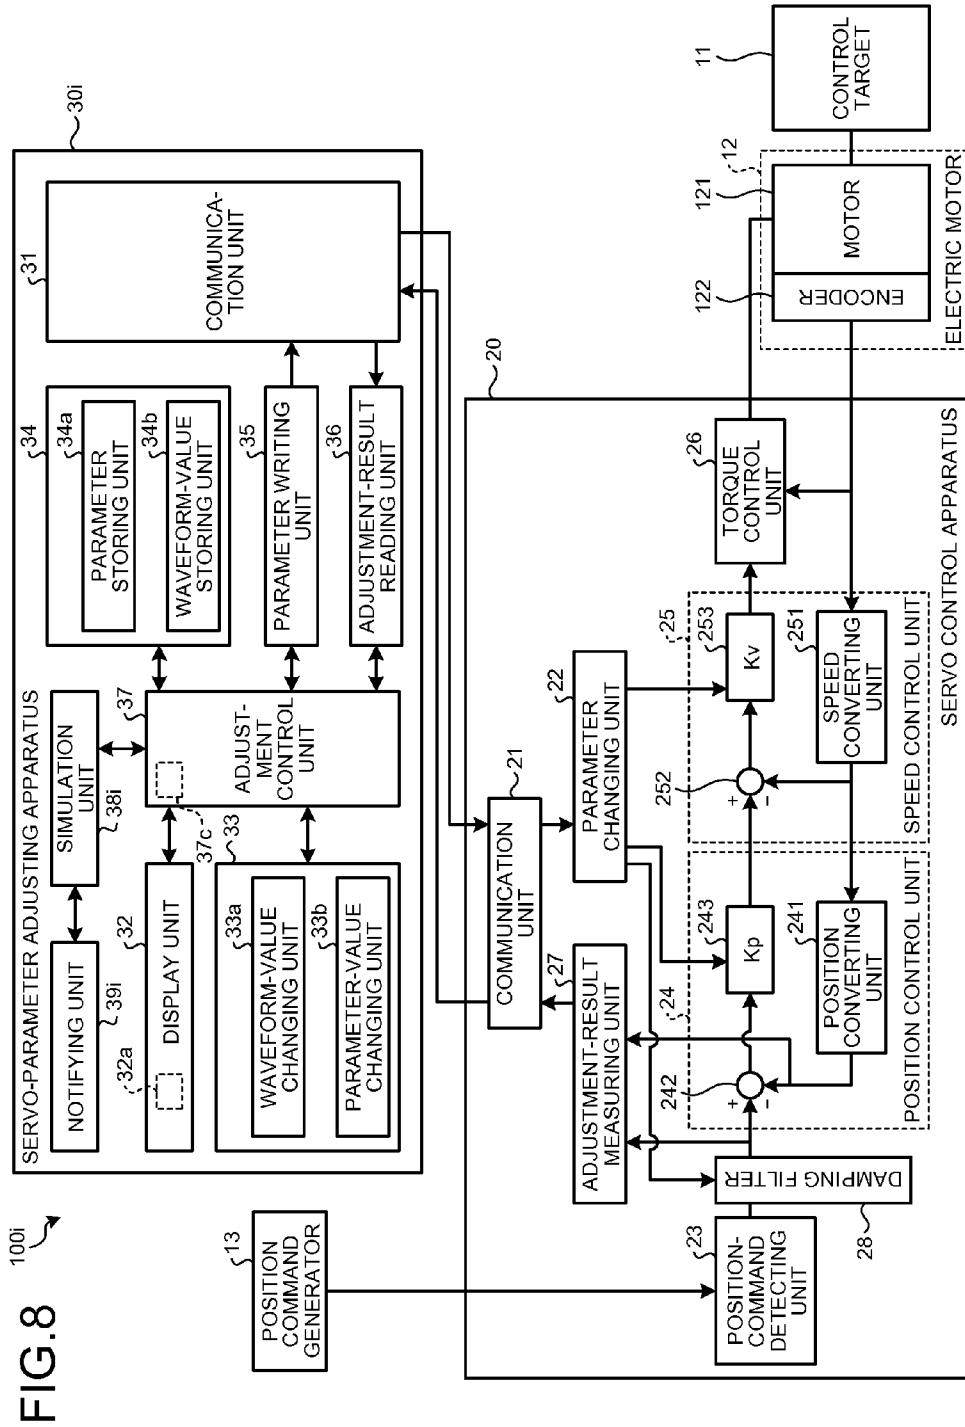 FIG.8
100i
SERVO-PARAMETER ADJUSTING APPARATUS
30i
NOTIFYING UNIT
39i
SIMULATION
UNIT
38i
32a
32
DISPLAY UNIT
33
33a
WAVEFORM-VALUE
CHANGING UNIT
33b
PARAMETER-VALUE
CHANGING UNIT
37
37c
ADJUST-
MENT
CONTROL
UNIT
34
34a
PARAMETER
STORING UNIT
34b
WAVEFORM-VALUE
STORING UNIT
35
PARAMETER WRITING
UNIT
36
ADJUSTMENT-RESULT
READING UNIT
31
COMMUNICA-
TION UNIT
13
POSITION
COMMAND
GENERATOR
20
21
COMMUNICATION
UNIT
27
ADJUSTMENT-RESULT
MEASURING UNIT
22
PARAMETER
CHANGING UNIT
23
POSITION-
COMMAND
DETECTING
UNIT
28
DAMPING FILTER
24
242
+
-
243
Kp
241
POSITION
CONVERTING
UNIT
POSITION CONTROL UNIT
25
252
+
-
253
Kv
251
SPEED
CONVERTING
UNIT
SPEED CONTROL UNIT
26
TORQUE
CONTROL
UNIT
SERVO CONTROL APPARATUS
12
122
ENCODER
121
MOTOR
ELECTRIC MOTOR
11
CONTROL
TARGET